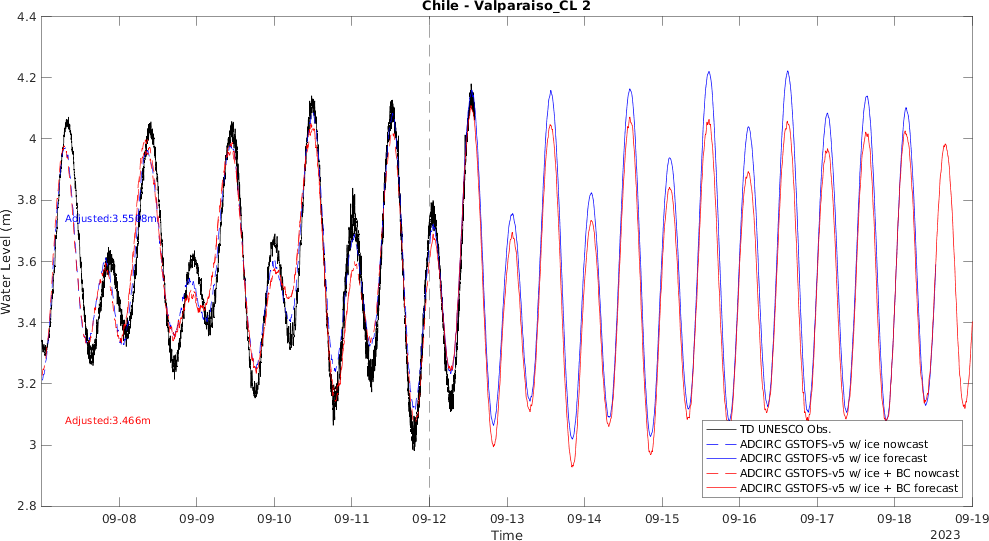 Chile - Valparaiso_CL 2
4.4
4.2
4
3.8
3.6
3.4
3.2
3
2.8
Water Level (m)
Adjusted:3.5508m
Adjusted:3.466m
TD UNESCO Obs.
ADCIRC GSTOFS-v5 w/ ice nowcast
ADCIRC GSTOFS-v5 w/ ice forecast
ADCIRC GSTOFS-v5 w/ ice + BC nowcast
ADCIRC GSTOFS-v5 w/ ice + BC forecast
09-08 09-09 09-10 09-11 09-12 09-13 09-14 09-15 09-16 09-17 09-18 09-19
Time
2023